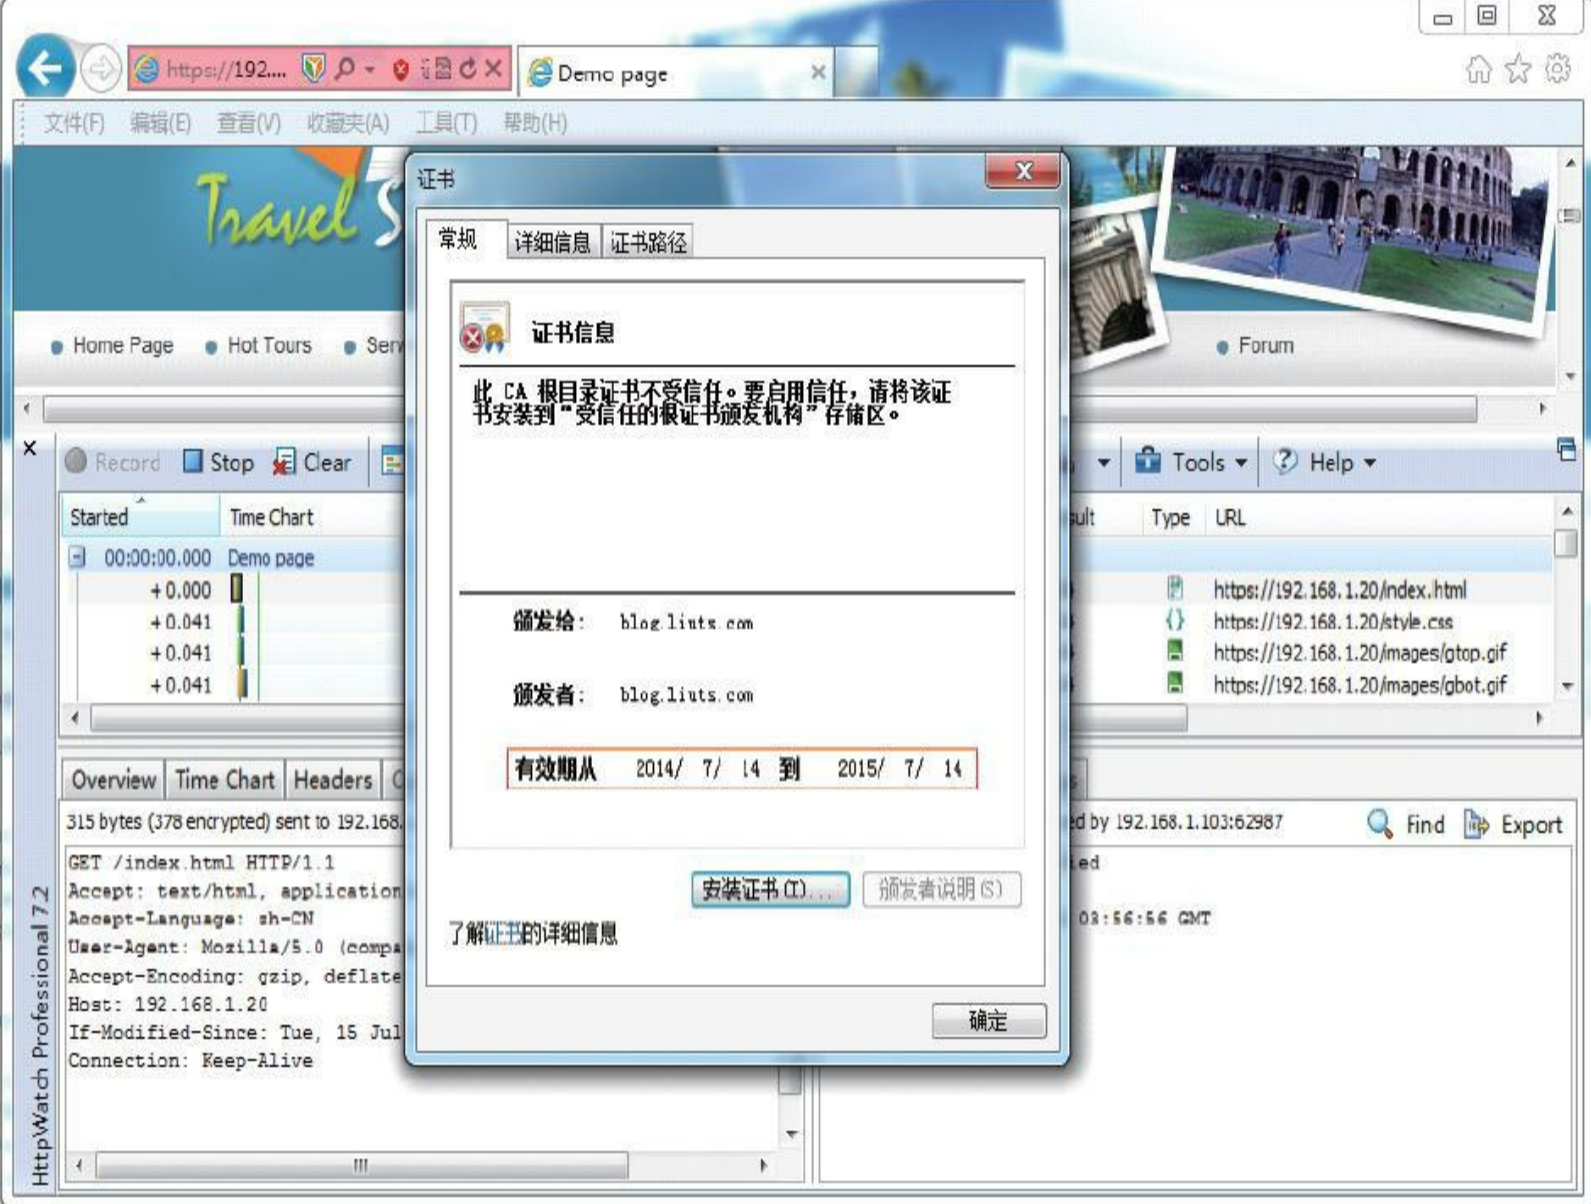 https://192....
Demo page
文件(F) 编辑(E) 查看(V) 收藏夹(A) 工具(T) 帮助(H)
Travel S
Home Page Hot Tours Serv
Forum
证书
常规 详细信息 证书路径
证书信息
此 CA 根目录证书不受信任。要启用信任，请将该证
书安装到“受信任的根证书颁发机构”存储区。
颁发给: blog.liuts.com
颁发者: blog.liuts.com
有效期从 2014/ 7/ 14 到 2015/ 7/ 14
安装证书(I)... 颁发者说明(S)
了解证书的详细信息
确定
Record Stop Clear
Tools Help
Started Time Chart
sult Type URL
00:00:00.000 Demo page
+ 0.000
https://192.168.1.20/index.html
+ 0.041
https://192.168.1.20/style.css
+ 0.041
https://192.168.1.20/images/gtop.gif
+ 0.041
https://192.168.1.20/images/gbot.gif
Overview Time Chart Headers C
s
315 bytes (378 encrypted) sent to 192.168.
ed by 192.168.1.103:62987
Find Export
GET /index.html HTTP/1.1
Accept: text/html, application
Accept-Language: zh-CN
User-Agent: Mozilla/5.0 (compa
Accept-Encoding: gzip, deflate
Host: 192.168.1.20
If-Modified-Since: Tue, 15 Jul
Connection: Keep-Alive
ied
03:56:56 GMT
HttpWatch Professional 7.2